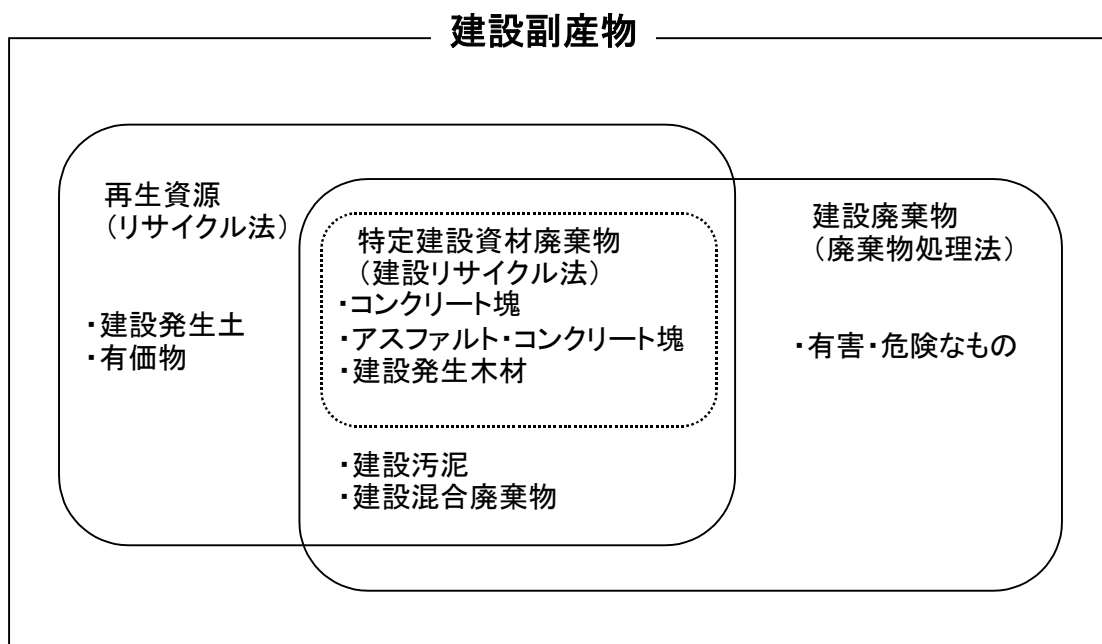 建設副産物
再生資源
（リサイクル法）
・建設発生土
・有価物
特定建設資材廃棄物
（建設リサイクル法）
・コンクリート塊
・アスファルト・コンクリート塊
・建設発生木材
・建設汚泥
・建設混合廃棄物
建設廃棄物
（廃棄物処理法）
・有害・危険なもの